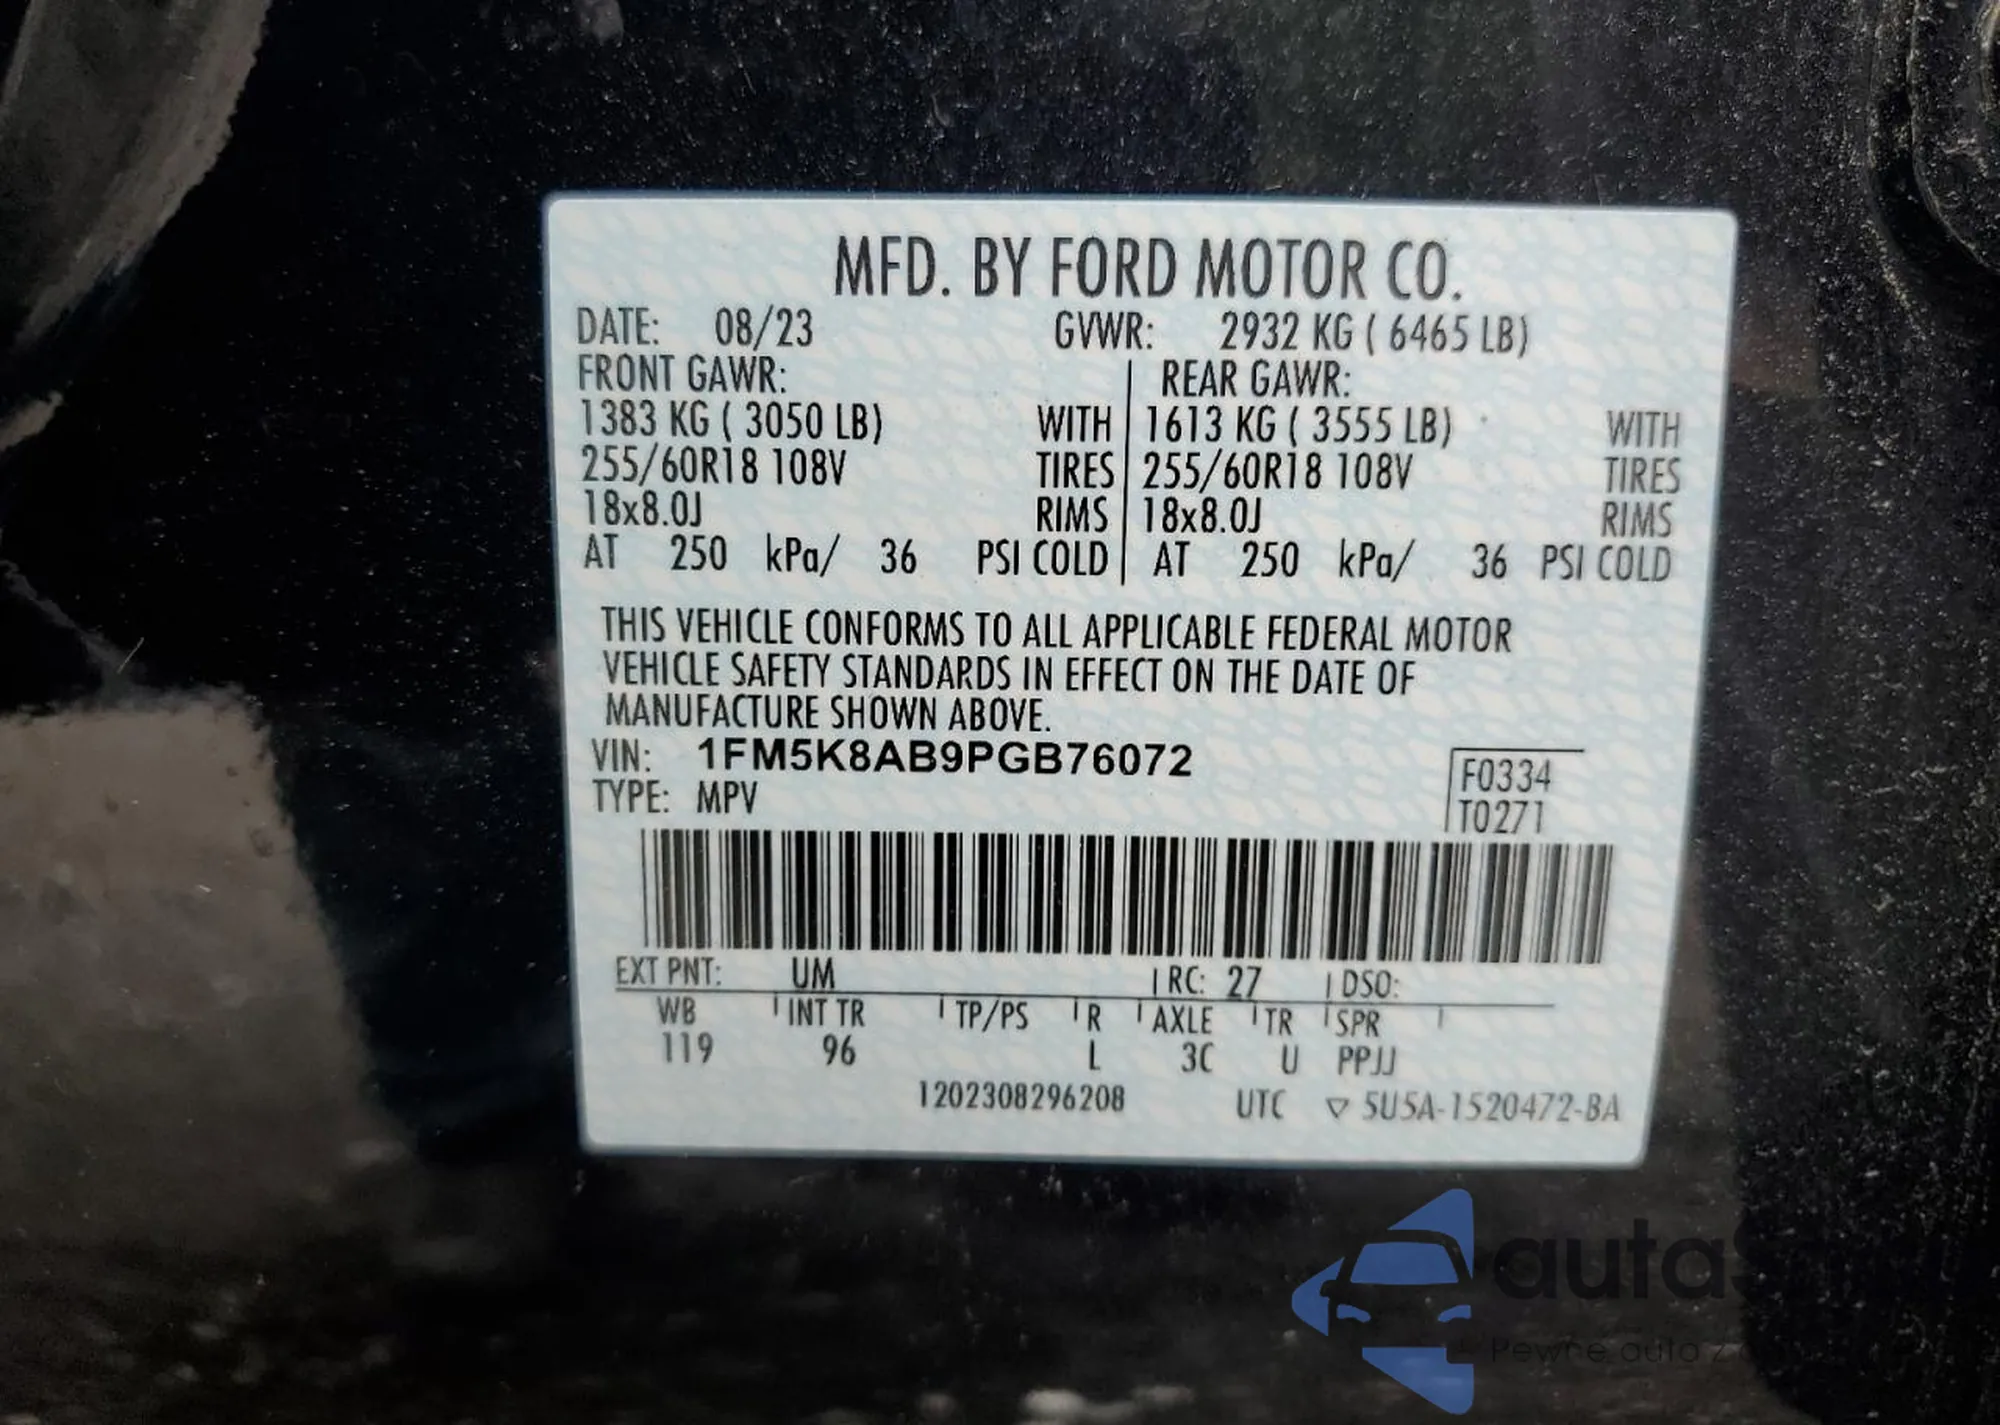 MFD. BY FORD MOTOR CO.
DATE: 08/23 GVWR: 2932 KG ( 6465 LB)
FRONT GAWR: REAR GAWR:
1383 KG ( 3050 LB) WITH 1613 KG ( 3555 LB) WITH
255/60R18 108V TIRES 255/60R18 108V TIRES
18x8.0J RIMS 18x8.0J RIMS
AT 250 kPa/ 36 PSI COLD AT 250 kPa/ 36 PSI COLD
THIS VEHICLE CONFORMS TO ALL APPLICABLE FEDERAL MOTOR
VEHICLE SAFETY STANDARDS IN EFFECT ON THE DATE OF
MANUFACTURE SHOWN ABOVE.
VIN: 1FM5K8AB9PGB76072
TYPE: MPV
F0334
T0271
EXT PNT: UM RC: 27 DSO:
WB INT TR TP/PS R AXLE TR SPR
119 96 L 3C U PPJJ
1202308296208 UTC ▽ 5U5A-1520472-BA
Pewne auto z